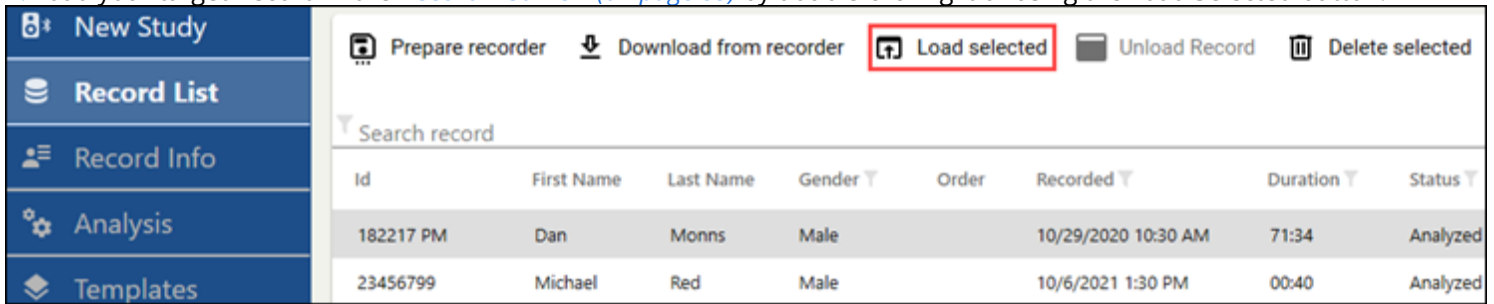 New Study
Record List
Record Info
Analysis
Templates
Prepare recorder Download from recorder Load selected Unload Record Delete selected
Search record
Id First Name Last Name Gender Order Recorded Duration Status
182217 PM Dan Monns Male 10/29/2020 10:30 AM 71:34 Analyzed
23456799 Michael Red Male 10/6/2021 1:30 PM 00:40 Analyzed